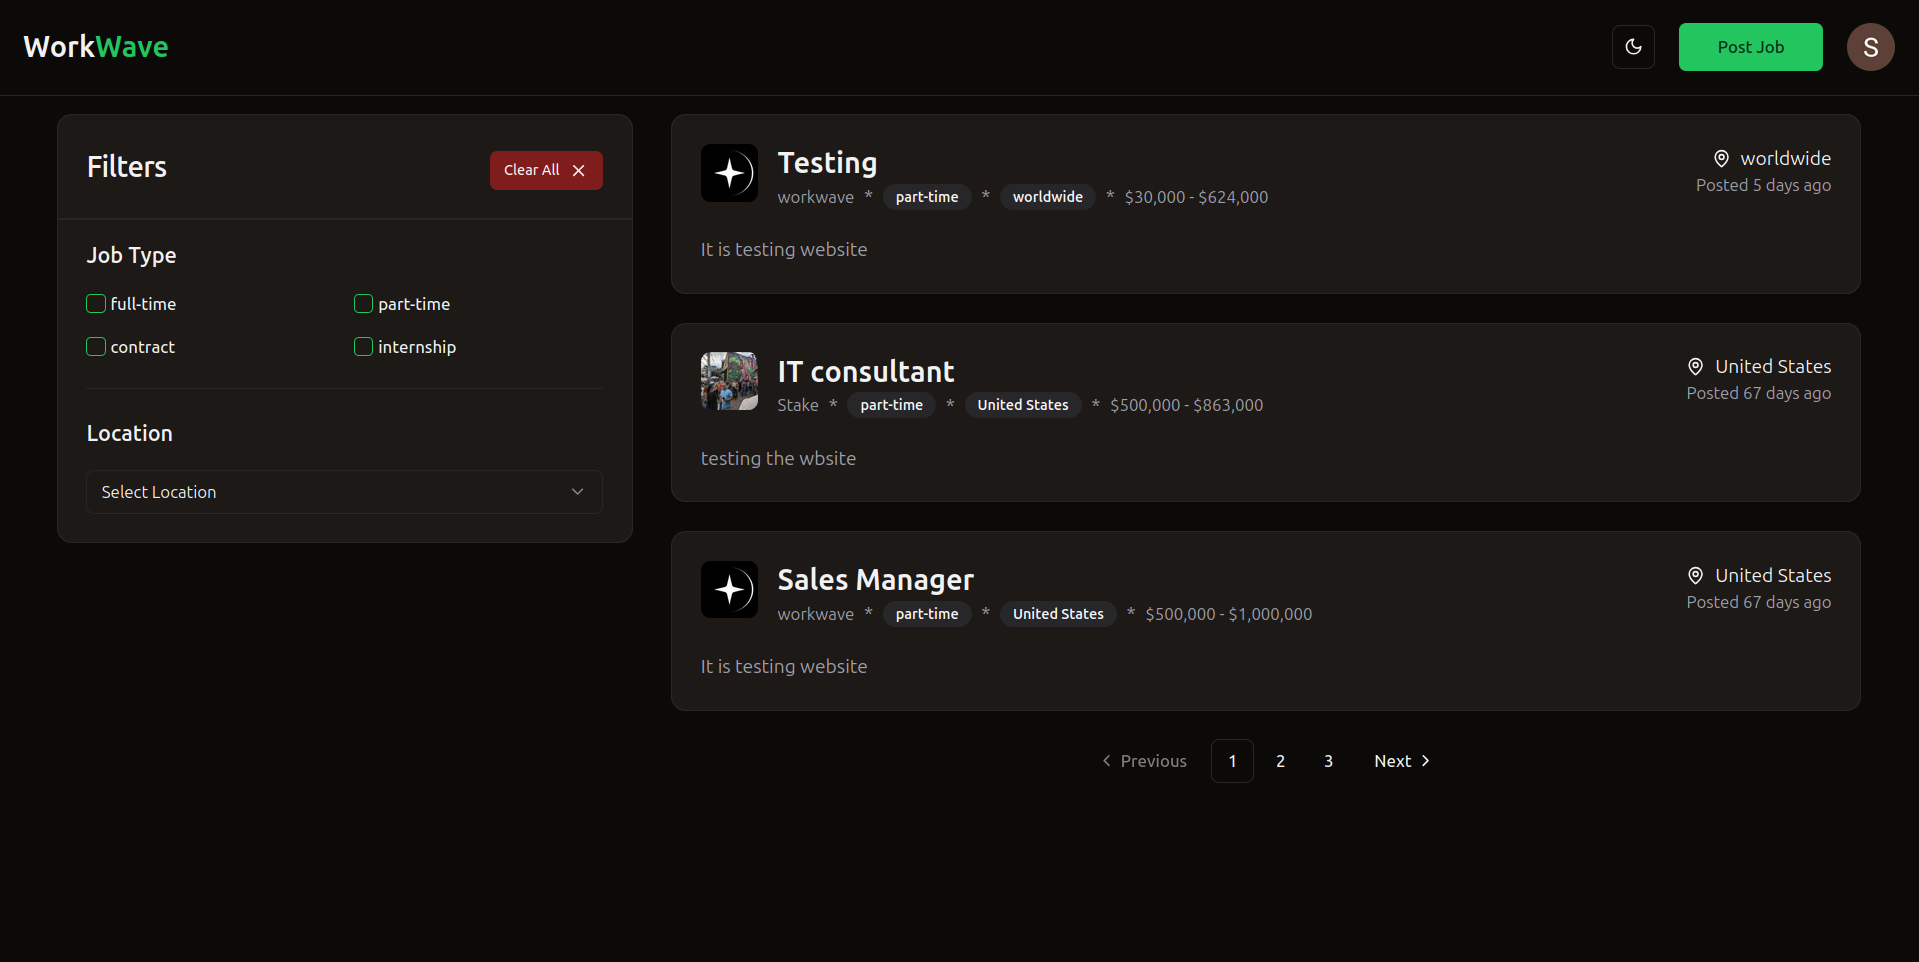 WorkWave
Post Job
S
Filters
Clear All
Job Type
full-time
part-time
contract
internship
Location
Select Location
Testing
workwave * part-time * worldwide * $30,000 - $624,000
worldwide
Posted 5 days ago
It is testing website
IT consultant
Stake * part-time * United States * $500,000 - $863,000
United States
Posted 67 days ago
testing the wbsite
Sales Manager
workwave * part-time * United States * $500,000 - $1,000,000
United States
Posted 67 days ago
It is testing website
Previous 1 2 3 Next